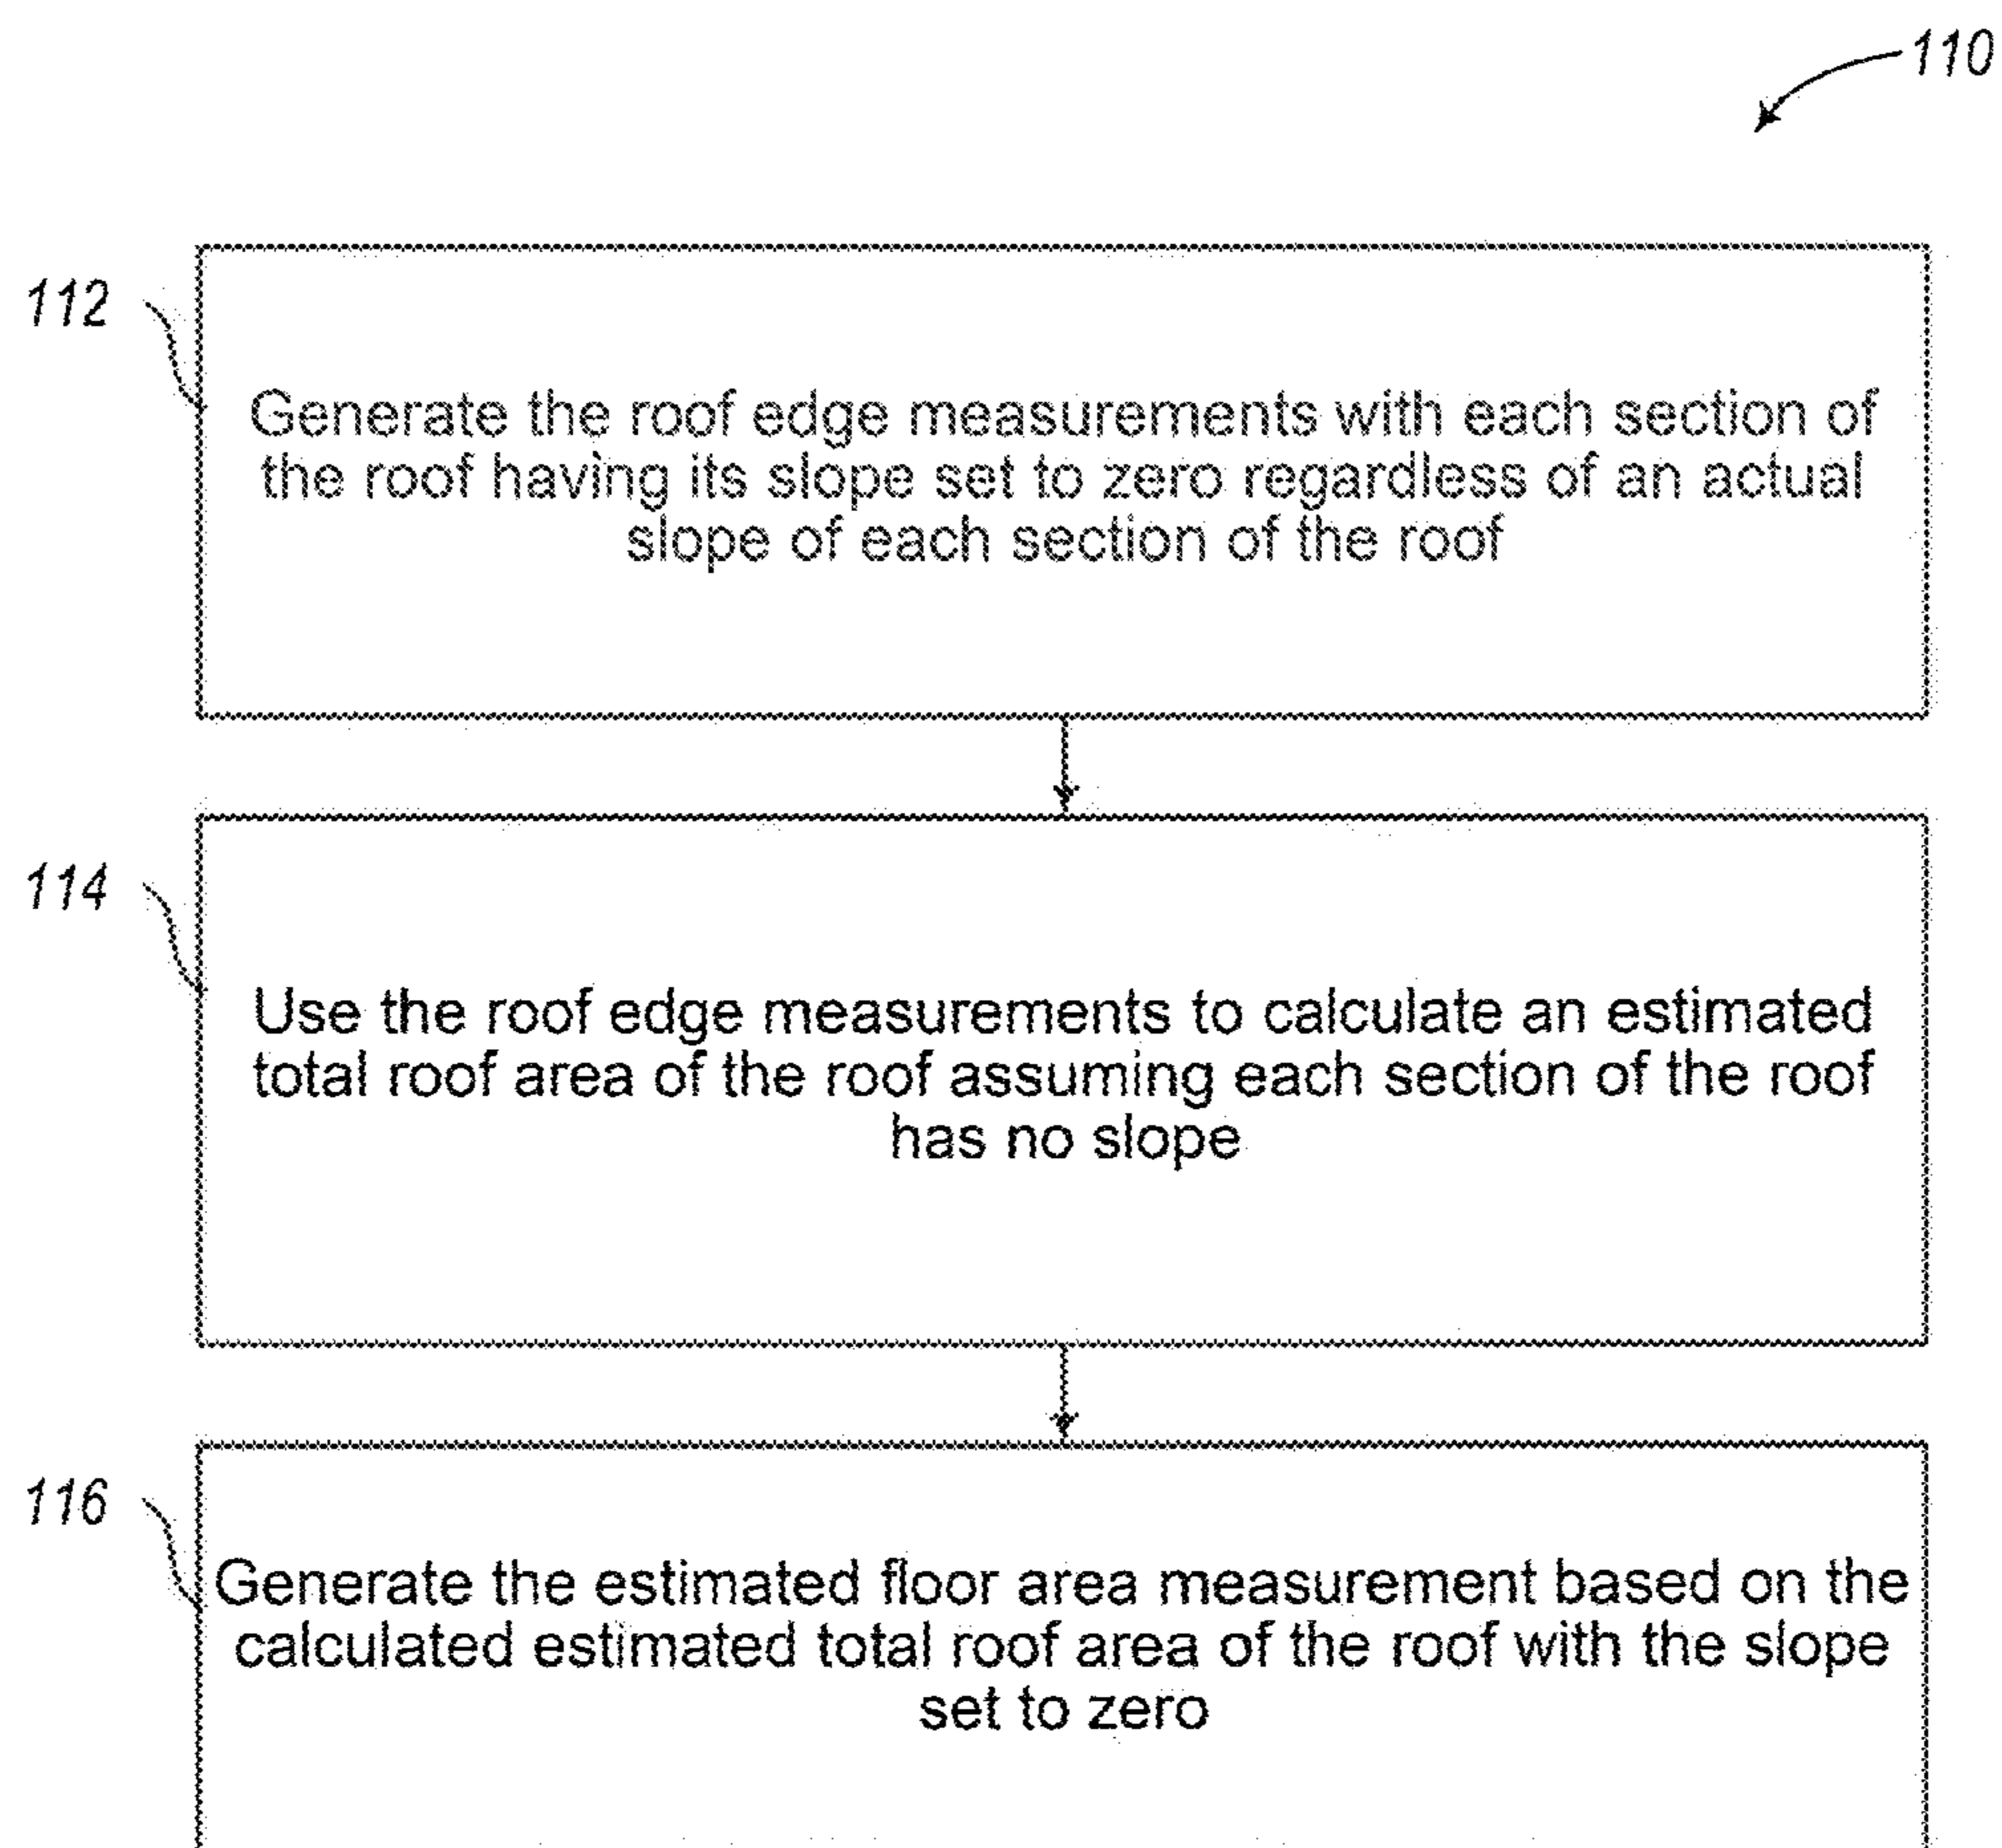 110
112
Generate the roof edge measurements with each section of
the roof having its slope set to zero regardless of an actual
slope of each section of the roof
114
Use the roof edge measurements to calculate an estimated
total roof area of the roof assuming each section of the roof
has no slope
116
Generate the estimated floor area measurement based on the
calculated estimated total roof area of the roof with the slope
set to zero